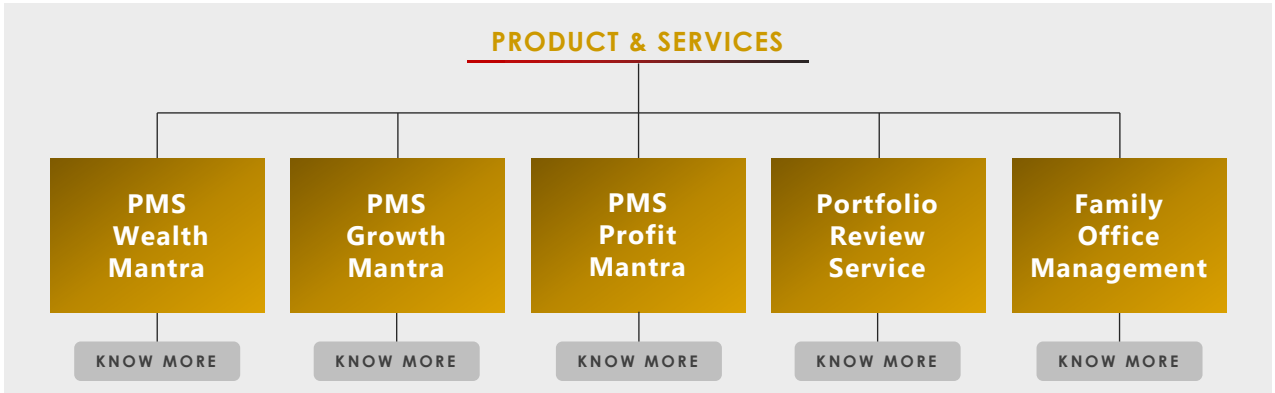 PRODUCT & SERVICES
PMS
Wealth
Mantra
PMS
Growth
Mantra
PMS
Profit
Mantra
Portfolio
Review
Service
Family
Office
Management
KNOW MORE
KNOW MORE
KNOW MORE
KNOW MORE
KNOW MORE